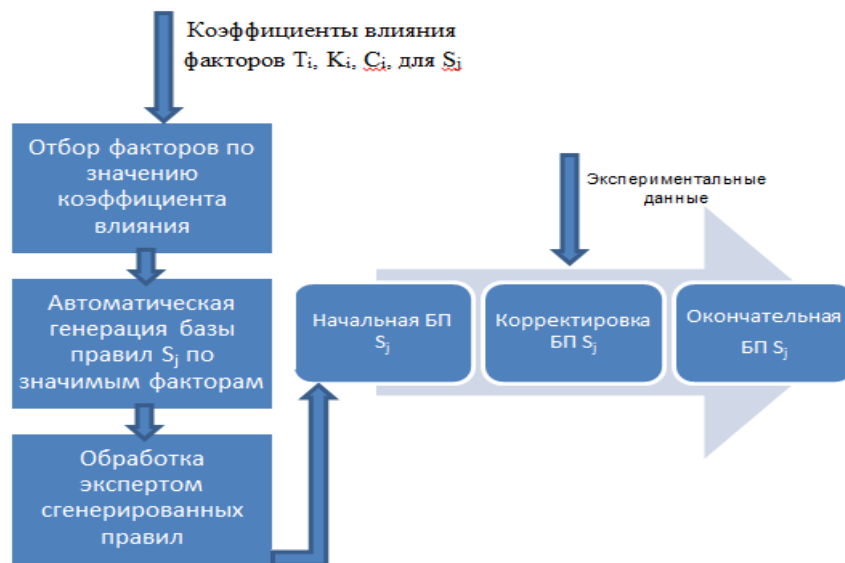 Коэффициенты влияния
факторов Ti, Ki, Ci, для Sj
Отбор факторов по
значению
коэффициента
влияния
Автоматическая
генерация базы
правил Sj по
значимым факторам
Обработка
экспертом
сгенерированных
правил
Экспериментальные
данные
Начальная БП
Sj
Корректировка
БП Sj
Окончательная
БП Sj